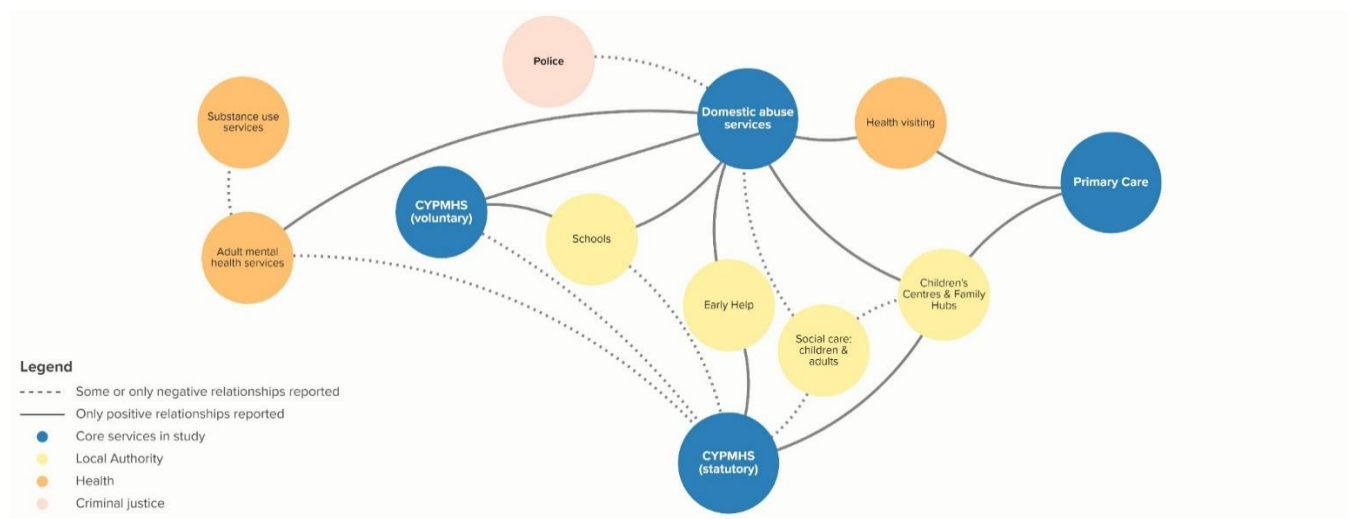 Police
Substance use
services
Domestic abuse
services
Health visiting
Primary Care
CYPMHS
(voluntary)
Schools
Adult mental
health services
Early Help
Children's
Centres & Family
Hubs
Social care:
children &
adults
CYPMHS
(statutory)
Legend
Some or only negative relationships reported
Only positive relationships reported
Core services in study
Local Authority
Health
Criminal justice